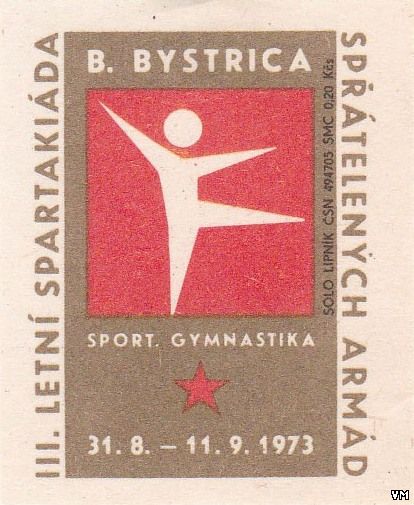 III. LETNÍ SPARTAKIÁDA
SPŘÁTELENÝCH ARMÁD
B. BYSTRICA
SOLO LIPNÍK ČSN 494705 SMC 0,20 Kčs
SPORT. GYMNASTIKA
31. 8. – 11. 9. 1973
VM